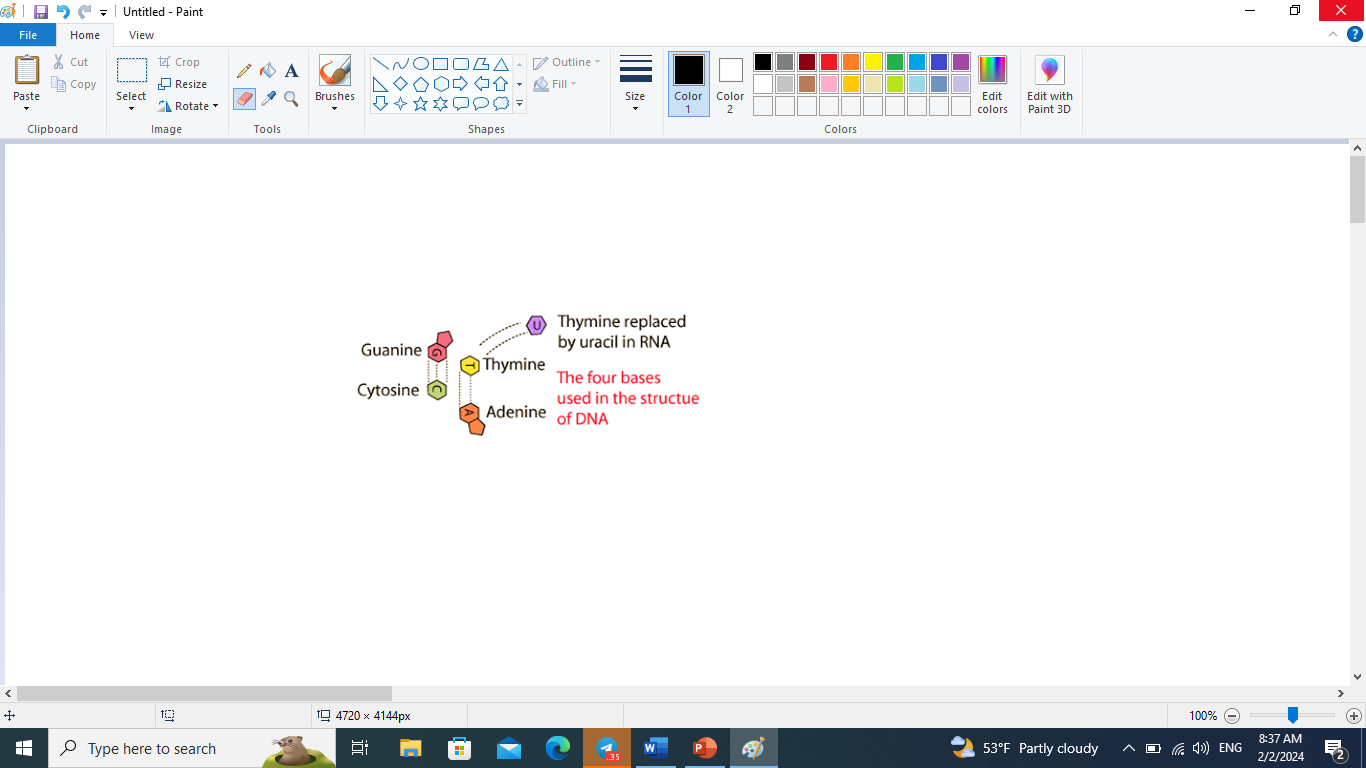 Untitled - Paint
File Home View
Paste
Cut
Copy
Clipboard
Select
Crop
Resize
Rotate
Image
A
Tools
Brushes
Shapes
Outline
Fill
Size
Color 1
Color 2
Colors
Edit colors
Edit with Paint 3D
U Thymine replaced
by uracil in RNA
Guanine G
T Thymine
Cytosine C
A Adenine
The four bases
used in the structue
of DNA
4720 × 4144px
100%
Type here to search
.35
W
P
53°F Partly cloudy
ENG
8:37 AM
2/2/2024
2